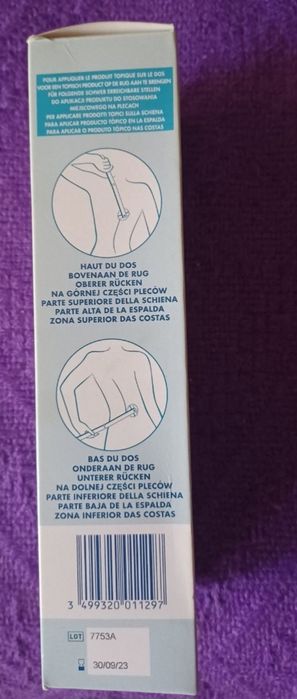 POUR APPLIQUER LE PRODUIT TOPIQUE SUR LE DOS
VOOR EEN TOPISCH PRODUCT OP DE RUG AAN TE BRENGEN
FÜR FOLGENDE SCHWER ERREICHBARE STELLEN
DO APLIKACJI PRODUKTU DO STOSOWANIA
MIEJSCOWEGO NA PLECACH
PER APPLICARE PRODOTTI TOPICI SULLA SCHIENA
PARA APLICAR PRODUCTO TÓPICO EN LA ESPALDA
PARA APLICAR O PRODUTO TÓPICO NAS COSTAS
HAUT DU DOS
BOVENAAN DE RUG
OBERER RÜCKEN
NA GÓRNEJ CZĘŚCI PLECÓW
PARTE SUPERIORE DELLA SCHIENA
PARTE ALTA DE LA ESPALDA
ZONA SUPERIOR DAS COSTAS
BAS DU DOS
ONDERAAN DE RUG
UNTERER RÜCKEN
NA DOLNEJ CZĘŚCI PLECÓW
PARTE INFERIORE DELLA SCHIENA
PARTE BAJA DE LA ESPALDA
ZONA INFERIOR DAS COSTAS
3 499320 011297
LOT 7753A
30/09/23